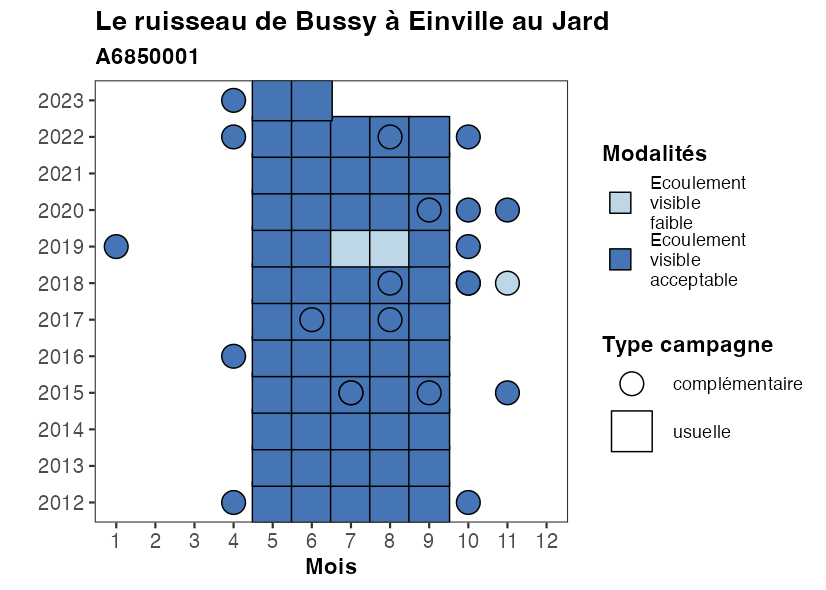 Le ruisseau de Bussy à Einville au Jard
A6850001
2023
2022
2021
2020
2019
2018
2017
2016
2015
2014
2013
2012
1 2 3 4 5 6 7 8 9 10 11 12
Mois
Modalités
Ecoulement
visible
faible
Ecoulement
visible
acceptable
Type campagne
complémentaire
usuelle